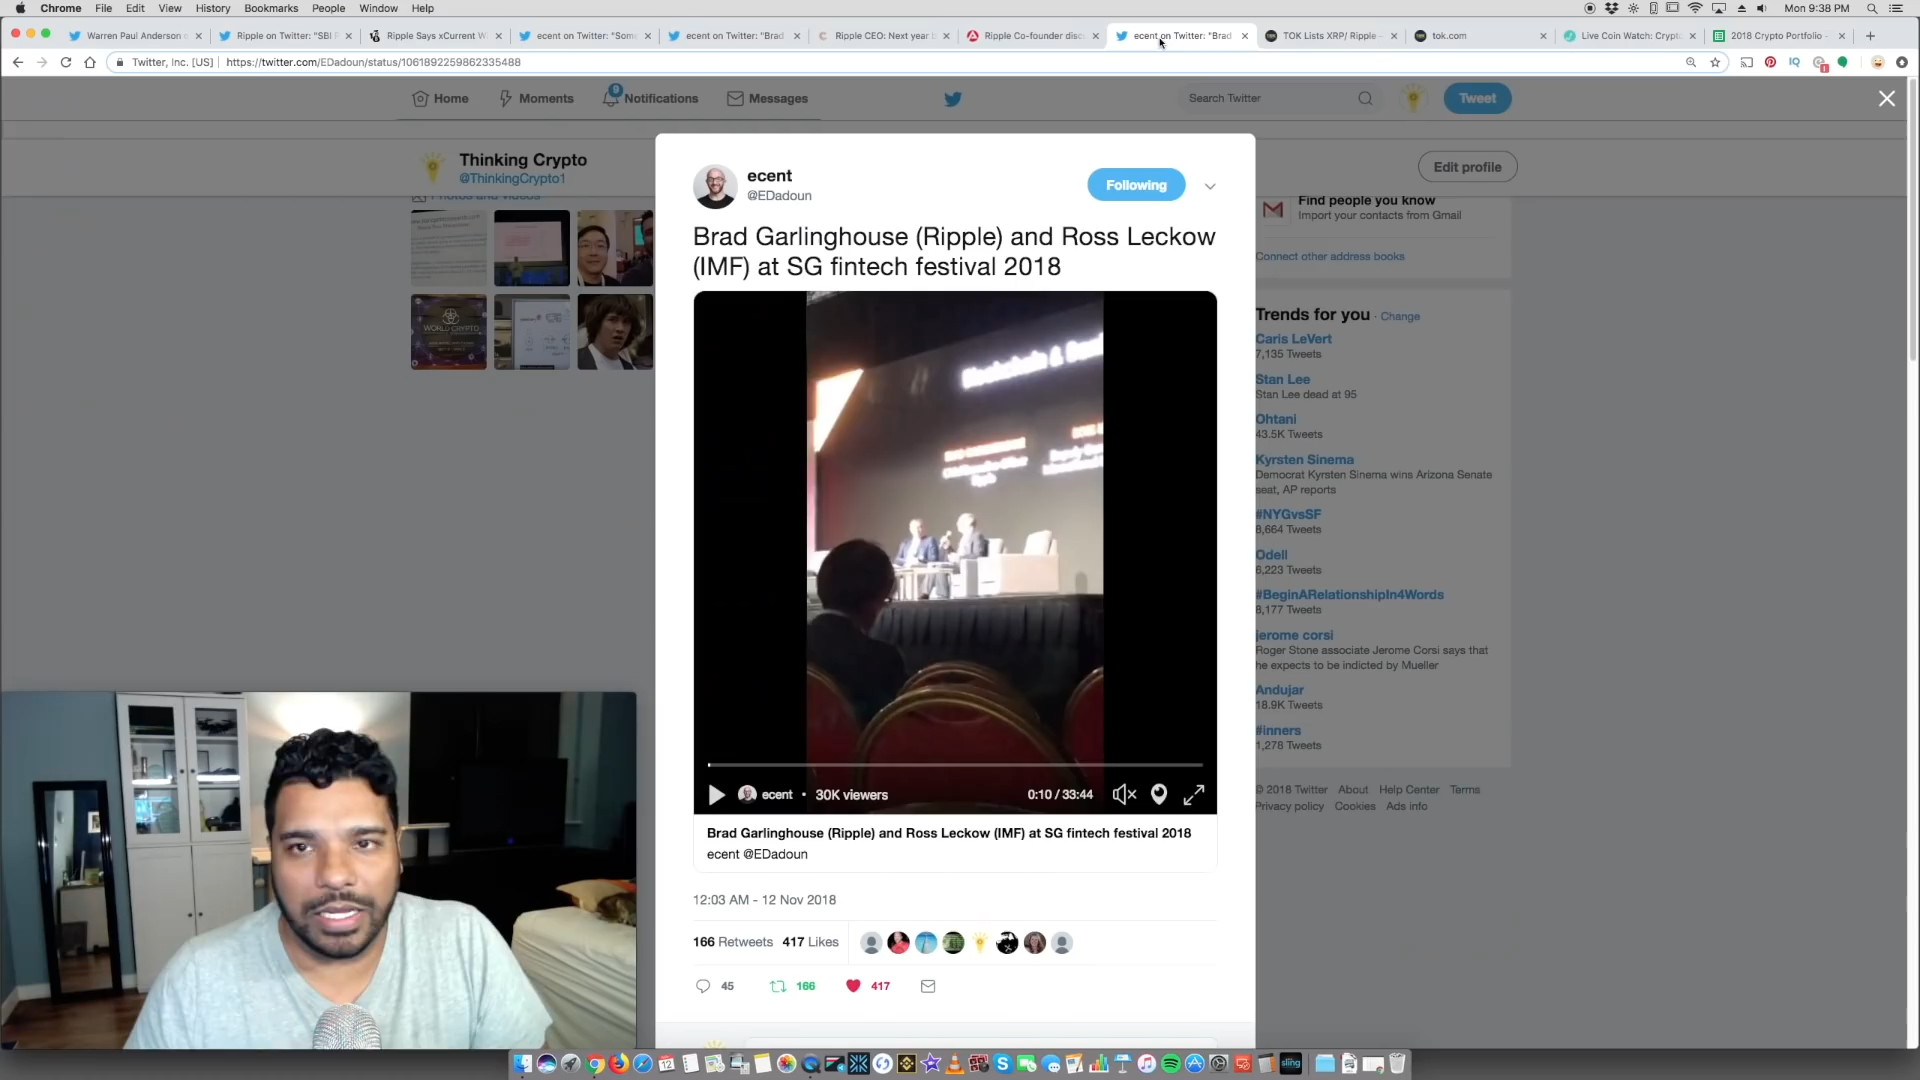 Chrome File Edit View History Bookmarks People Window Help Mon 9:38 PM
Warren Paul Anderson Ripple on Twitter: "SBI Ripple Says xCurrent ecent on Twitter: "Som ecent on Twitter: "Brad Ripple CEO: Next year Ripple Co-founder disc ecent on Twitter: "Brad TOK Lists XRP/ Ripple - tok.com Live Coin Watch: Crypt 2018 Crypto Portfolio -
Twitter, Inc. [US] https://twitter.com/EDadoun/status/1061892259862335488
Home Moments 9 Notifications Messages Search Twitter Tweet
Thinking Crypto
@ThinkingCrypto1
Edit profile
Photos and videos
WORLD CRYPTO
ecent
@EDadoun
Following
Brad Garlinghouse (Ripple) and Ross Leckow
(IMF) at SG fintech festival 2018
Blockchain &
ecent • 30K viewers 0:10 / 33:44
Brad Garlinghouse (Ripple) and Ross Leckow (IMF) at SG fintech festival 2018
ecent @EDadoun
12:03 AM - 12 Nov 2018
166 Retweets 417 Likes
45 166 417
Find people you know
Import your contacts from Gmail
Connect other address books
Trends for you · Change
Caris LeVert
7,135 Tweets
Stan Lee
Stan Lee dead at 95
Ohtani
43.5K Tweets
Kyrsten Sinema
Democrat Kyrsten Sinema wins Arizona Senate
seat, AP reports
#NYGvsSF
8,664 Tweets
Odell
6,223 Tweets
#BeginARelationshipIn4Words
8,177 Tweets
jerome corsi
Roger Stone associate Jerome Corsi says that
he expects to be indicted by Mueller
Andujar
18.9K Tweets
#inners
1,278 Tweets
© 2018 Twitter About Help Center Terms
Privacy policy Cookies Ads info
12
sling